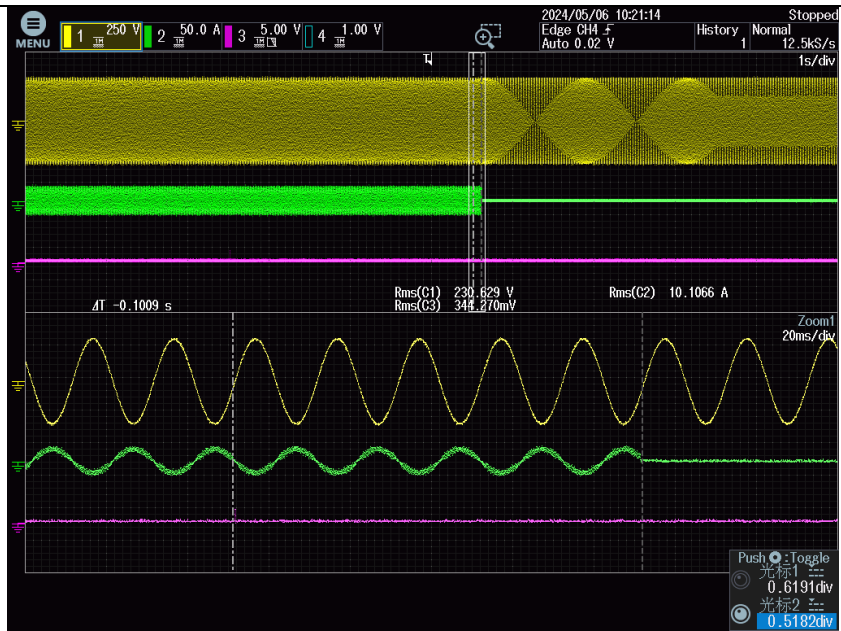 2024/05/06 10:21:14 Stopped
MENU 1 250 V 2 50.0 A 3 5.00 V 4 1.00 V Edge CH4 History Normal
Auto 0.02 V 1 12.5kS/s
1s/div
T
Rms(C1) 230.629 V Rms(C2) 10.1066 A
ΔT -0.1009 s Rms(C3) 344.270mV
Zoom1
20ms/div
Push :Toggle
光标1
0.6191div
光标2
0.5182div